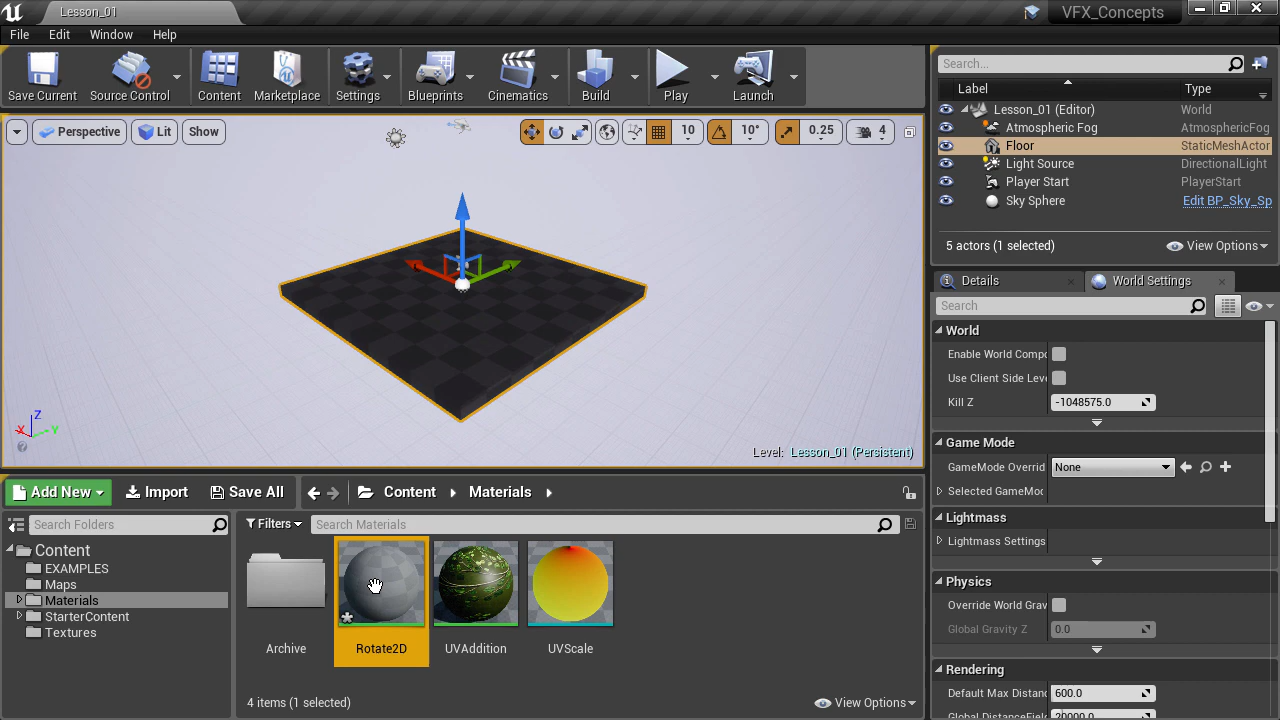 Lesson_01
VFX_Concepts
File Edit Window Help
Save Current Source Control Content Marketplace Settings Blueprints Cinematics Build Play Launch
Perspective Lit Show 10 10° 0.25 4
X Y Z
Level: Lesson_01 (Persistent)
Search...
Label Type
Lesson_01 (Editor) World
Atmospheric Fog AtmosphericFog
Floor StaticMeshActor
Light Source DirectionalLight
Player Start PlayerStart
Sky Sphere Edit BP_Sky_Sp
5 actors (1 selected) View Options
Details World Settings
Search
World
Enable World Compo
Use Client Side Leve
Kill Z -1048575.0
Game Mode
GameMode Overrid None
Selected GameMod
Lightmass
Lightmass Settings
Physics
Override World Grav
Global Gravity Z 0.0
Rendering
Default Max Distanc 600.0
Global DistanceField 20000.0
Add New Import Save All Content Materials
Search Folders
Filters Search Materials
Content
EXAMPLES
Maps
Materials
StarterContent
Textures
Archive Rotate2D UVAddition UVScale
4 items (1 selected) View Options